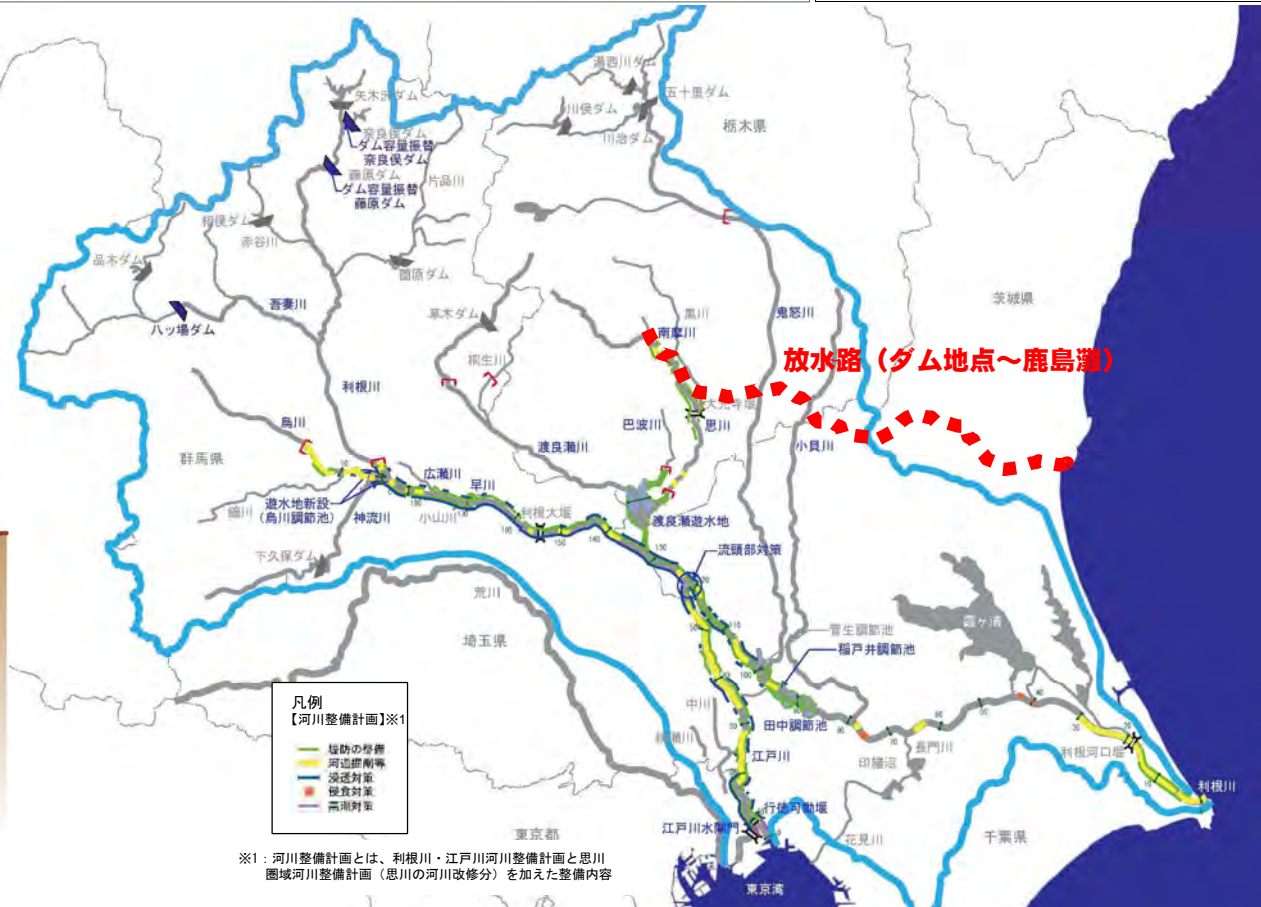 湯西川ダム
五十里ダム
川俣ダム
川治ダム
栃木県
矢木沢ダム
奈良俣ダム
ダム容量振替
奈良俣ダム
藤原ダム
ダム容量振替
藤原ダム
片品川
相俣ダム
赤谷川
薗原ダム
品木ダム
吾妻川
八ッ場ダム
草木ダム
桐生川
黒川
南摩川
鬼怒川
茨城県
放水路(ダム地点~鹿島灘)
利根川
大光寺堰
思川
巴波川
小貝川
烏川
群馬県
渡良瀬川
広瀬川
早川
遊水地新設
(烏川調節池)
鏑川
神流川
小山川
利根大堰
渡良瀬遊水地
下久保ダム
流頭部対策
荒川
埼玉県
菅生調節池
稲戸井調節池
霞ヶ浦
中川
綾瀬川
田中調節池
江戸川
印旛沼
長門川
利根河口堰
利根川
行徳可動堰
江戸川水閘門
花見川
千葉県
東京都
東京湾
凡例
【河川整備計画】※1
堤防の整備
河道掘削等
浸透対策
侵食対策
高潮対策
※1:河川整備計画とは、利根川・江戸川河川整備計画と思川
圏域河川整備計画(思川の河川改修分)を加えた整備内容